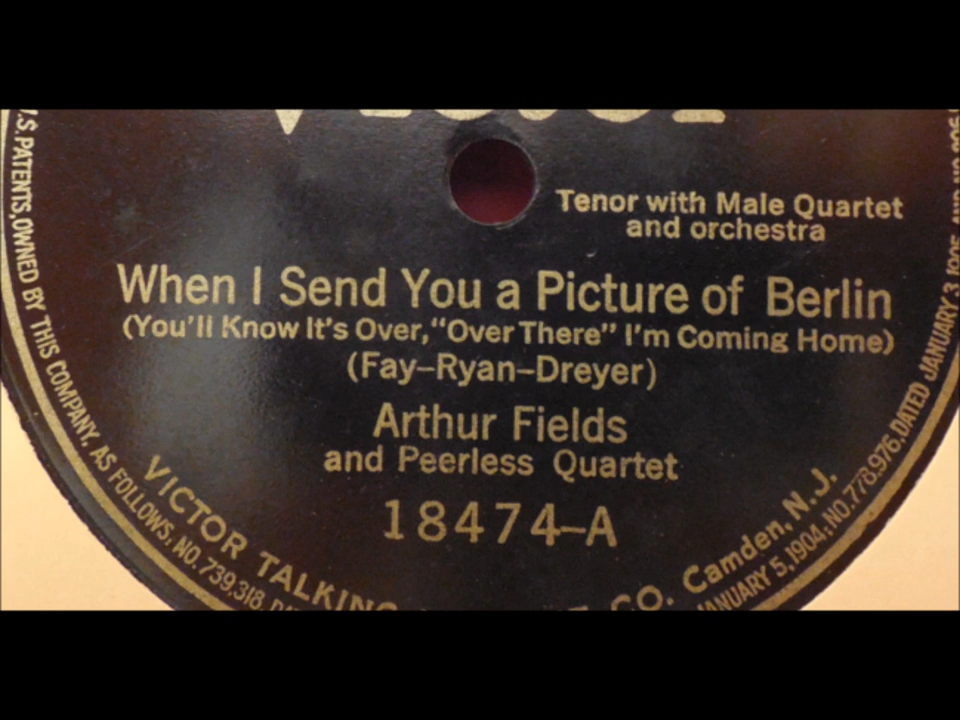 Tenor with Male Quartet
and orchestra
When I Send You a Picture of Berlin
(You'll Know It's Over, "Over There" I'm Coming Home)
(Fay–Ryan–Dreyer)
Arthur Fields
and Peerless Quartet
18474–A
VICTOR TALKING CO. Camden, N.J.
.S. PATENTS, OWNED BY THIS COMPANY, AS FOLLOWS; NO. 739,318
JANUARY 5, 1904; NO. 778,976, DATED JANUARY 3